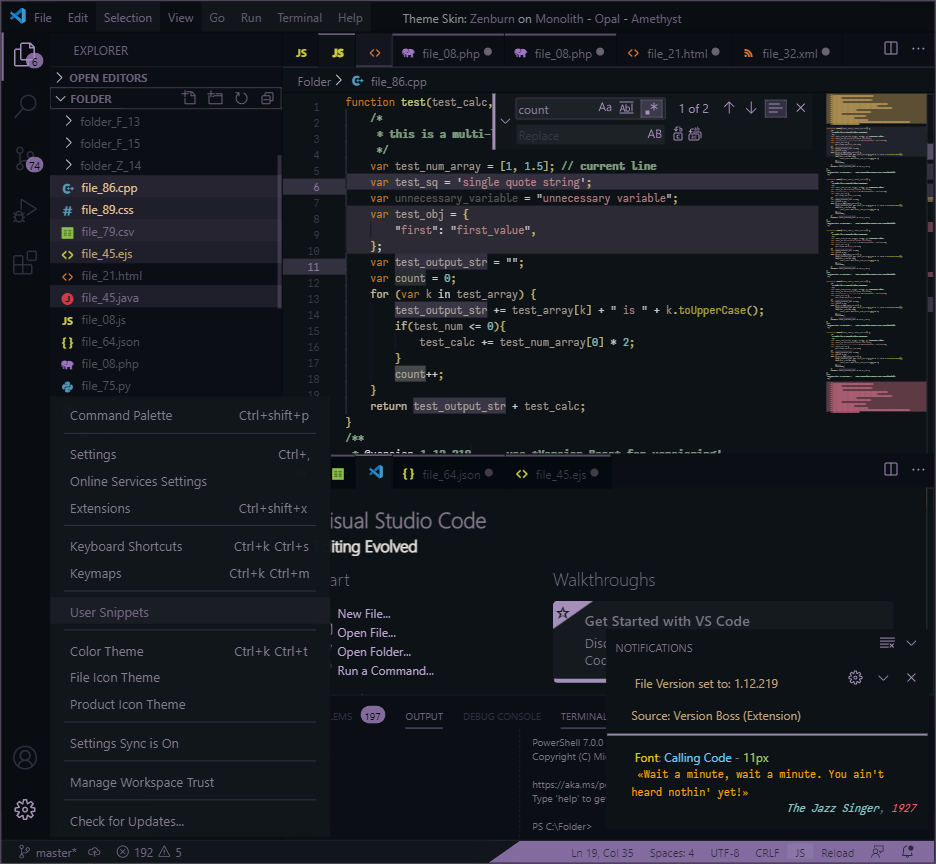 File Edit Selection View Go Run Terminal Help Theme Skin: Zenburn on Monolith - Opal - Amethyst
6
74
EXPLORER
OPEN EDITORS
FOLDER
folder_F_13
folder_F_15
folder_Z_14
file_86.cpp
file_89.css
file_79.csv
file_45.ejs
file_21.html
file_45.java
file_08.js
file_64.json
file_08.php
file_75.py
JS JS file_08.php file_08.php file_21.html file_32.xml
Folder > file_86.cpp
count Aa Ab 1 of 2
Replace AB
1 function test(test_calc,
2 /*
3 * this is a multi-
4 */
5 var test_num_array = [1, 1.5]; // current line
6 var test_sq = 'single quote string';
7 var unnecessary_variable = "unnecessary variable";
8 var test_obj = {
9 "first": "first_value",
10 };
11 var test_output_str = "";
12 var count = 0;
13 for (var k in test_array) {
14 test_output_str += test_array[k] + " is " + k.toUpperCase();
15 if(test_num <= 0){
16 test_calc += test_num_array[0] * 2;
17 }
18 count++;
19 }
return test_output_str + test_calc;
}
/**
* @version 1.12.219 use *Version Boss* for versioning!
Command Palette Ctrl+shift+p
Settings Ctrl+,
Online Services Settings
Extensions Ctrl+shift+x
Keyboard Shortcuts Ctrl+k Ctrl+s
Keymaps Ctrl+k Ctrl+m
User Snippets
Color Theme Ctrl+k Ctrl+t
File Icon Theme
Product Icon Theme
Settings Sync is On
Manage Workspace Trust
Check for Updates...
file_64.json file_45.ejs
isual Studio Code
iting Evolved
art
New File...
Open File...
Open Folder...
Run a Command...
Walkthroughs
Get Started with VS Code
Disc
Coc
LEMS 197 OUTPUT DEBUG CONSOLE TERMINAL
PowerShell 7.0.0
Copyright (C) Mi
https://aka.ms/p
Type 'help' to ge
PS C:\Folder>
NOTIFICATIONS
File Version set to: 1.12.219
Source: Version Boss (Extension)
Font: Calling Code - 11px
«Wait a minute, wait a minute. You ain't
heard nothin' yet!»
The Jazz Singer, 1927
master* 192 5 Ln 19, Col 35 Spaces: 4 UTF-8 CRLF JS Reload